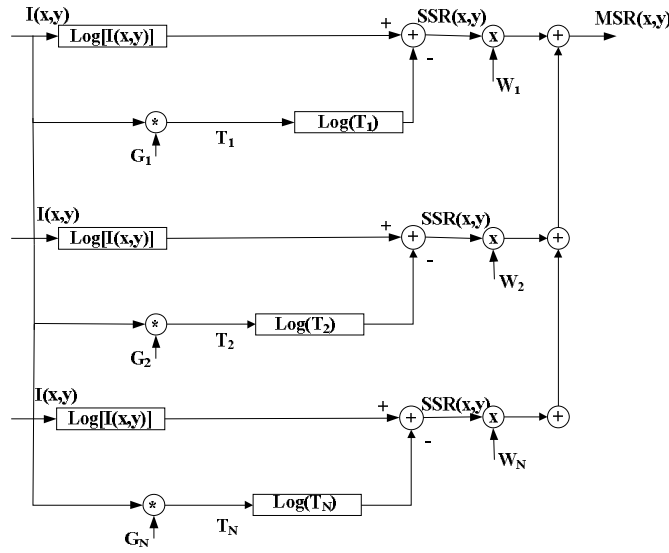 I(x,y)
Log[I(x,y)]
+
+
-
SSR(x,y)
x
W1
+
MSR(x,y)
*
G1
T1
Log(T1)
I(x,y)
Log[I(x,y)]
+
+
-
SSR(x,y)
x
W2
+
*
G2
T2
Log(T2)
I(x,y)
Log[I(x,y)]
+
+
-
SSR(x,y)
x
WN
+
*
GN
TN
Log(TN)